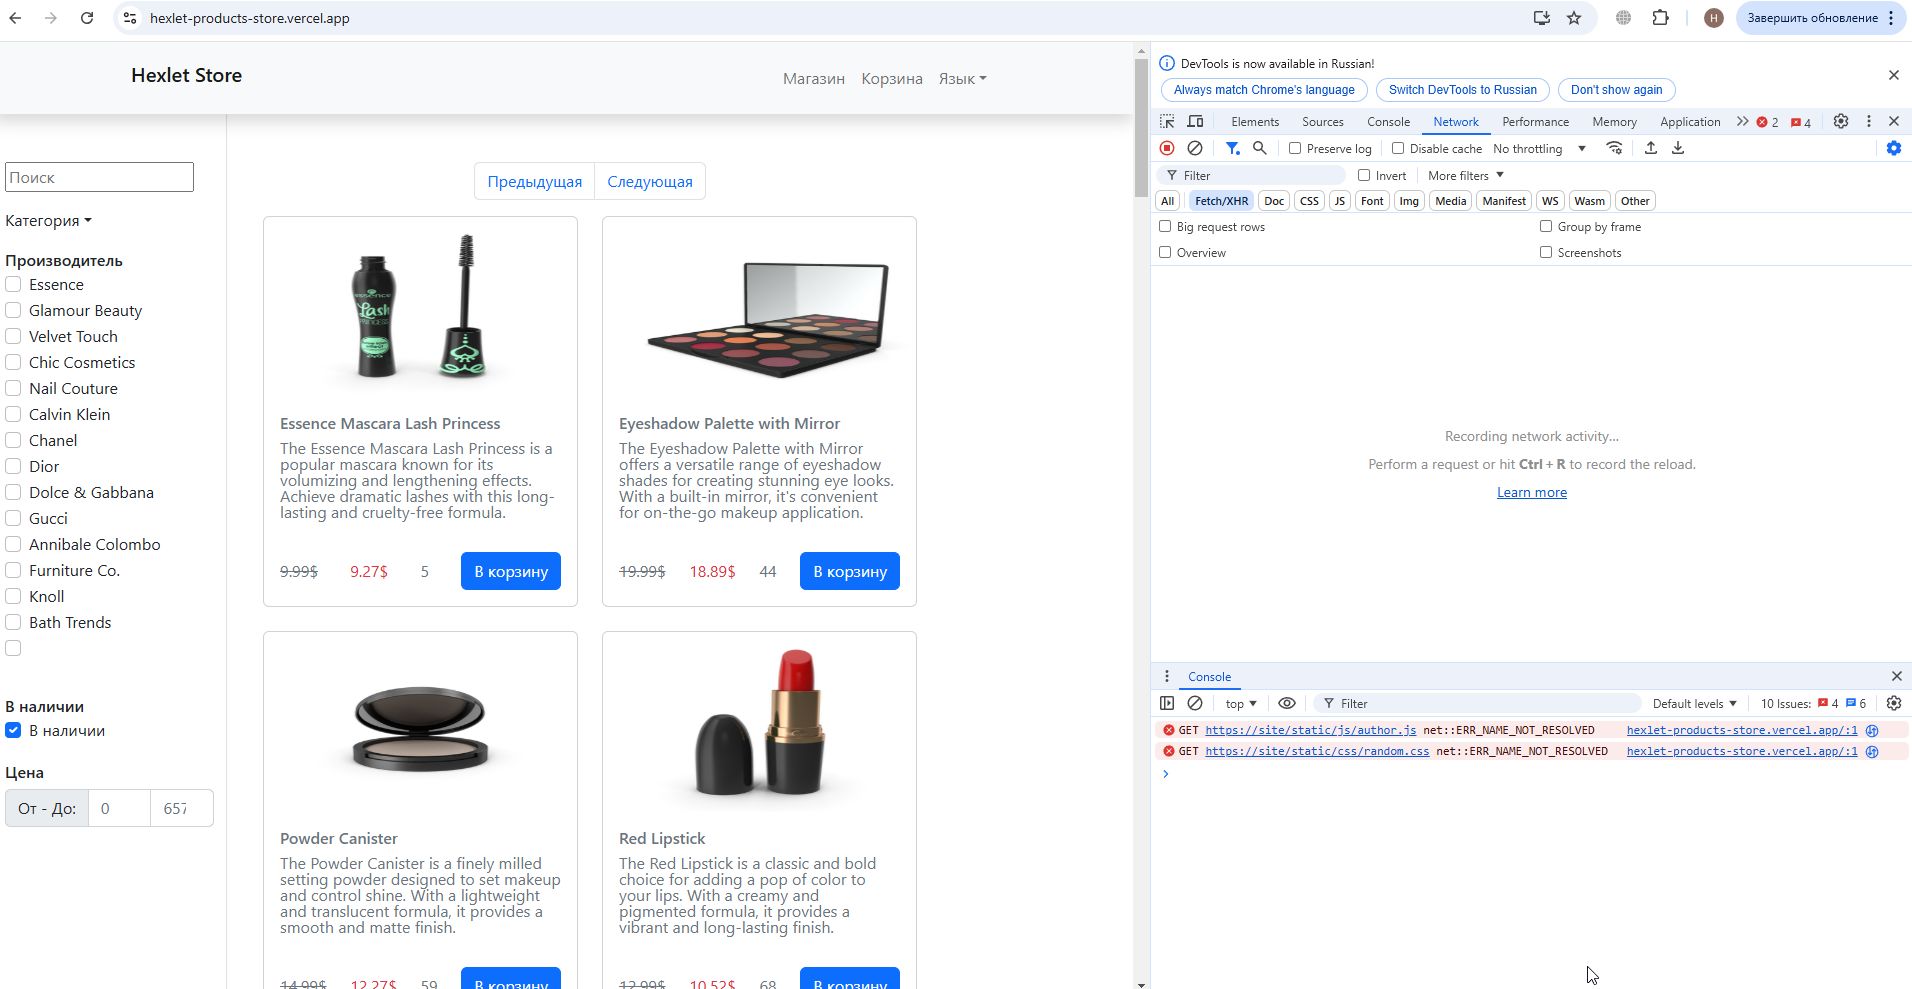 hexlet-products-store.vercel.app
H
Завершить обновление
Hexlet Store
Магазин
Корзина
Язык
Поиск
Категория
Производитель
Essence
Glamour Beauty
Velvet Touch
Chic Cosmetics
Nail Couture
Calvin Klein
Chanel
Dior
Dolce & Gabbana
Gucci
Annibale Colombo
Furniture Co.
Knoll
Bath Trends
В наличии
В наличии
Цена
От - До:
0
657
Предыдущая
Следующая
essence
Lash
PRINCESS
Essence Mascara Lash Princess
The Essence Mascara Lash Princess is a
popular mascara known for its
volumizing and lengthening effects.
Achieve dramatic lashes with this long-
lasting and cruelty-free formula.
9.99$
9.27$
5
В корзину
Eyeshadow Palette with Mirror
The Eyeshadow Palette with Mirror
offers a versatile range of eyeshadow
shades for creating stunning eye looks.
With a built-in mirror, it's convenient
for on-the-go makeup application.
19.99$
18.89$
44
В корзину
Powder Canister
The Powder Canister is a finely milled
setting powder designed to set makeup
and control shine. With a lightweight
and translucent formula, it provides a
smooth and matte finish.
14.99$
12.27$
59
В корзину
Red Lipstick
The Red Lipstick is a classic and bold
choice for adding a pop of color to
your lips. With a creamy and
pigmented formula, it provides a
vibrant and long-lasting finish.
12.99$
10.52$
68
В корзину
DevTools is now available in Russian!
Always match Chrome's language
Switch DevTools to Russian
Don't show again
Elements
Sources
Console
Network
Performance
Memory
Application
2
4
Preserve log
Disable cache
No throttling
Filter
Invert
More filters
All
Fetch/XHR
Doc
CSS
JS
Font
Img
Media
Manifest
WS
Wasm
Other
Big request rows
Group by frame
Overview
Screenshots
Recording network activity...
Perform a request or hit Ctrl + R to record the reload.
Learn more
Console
top
Filter
Default levels
10 Issues:
4
6
GET https://site/static/js/author.js net::ERR_NAME_NOT_RESOLVED
hexlet-products-store.vercel.app/:1
GET https://site/static/css/random.css net::ERR_NAME_NOT_RESOLVED
hexlet-products-store.vercel.app/:1